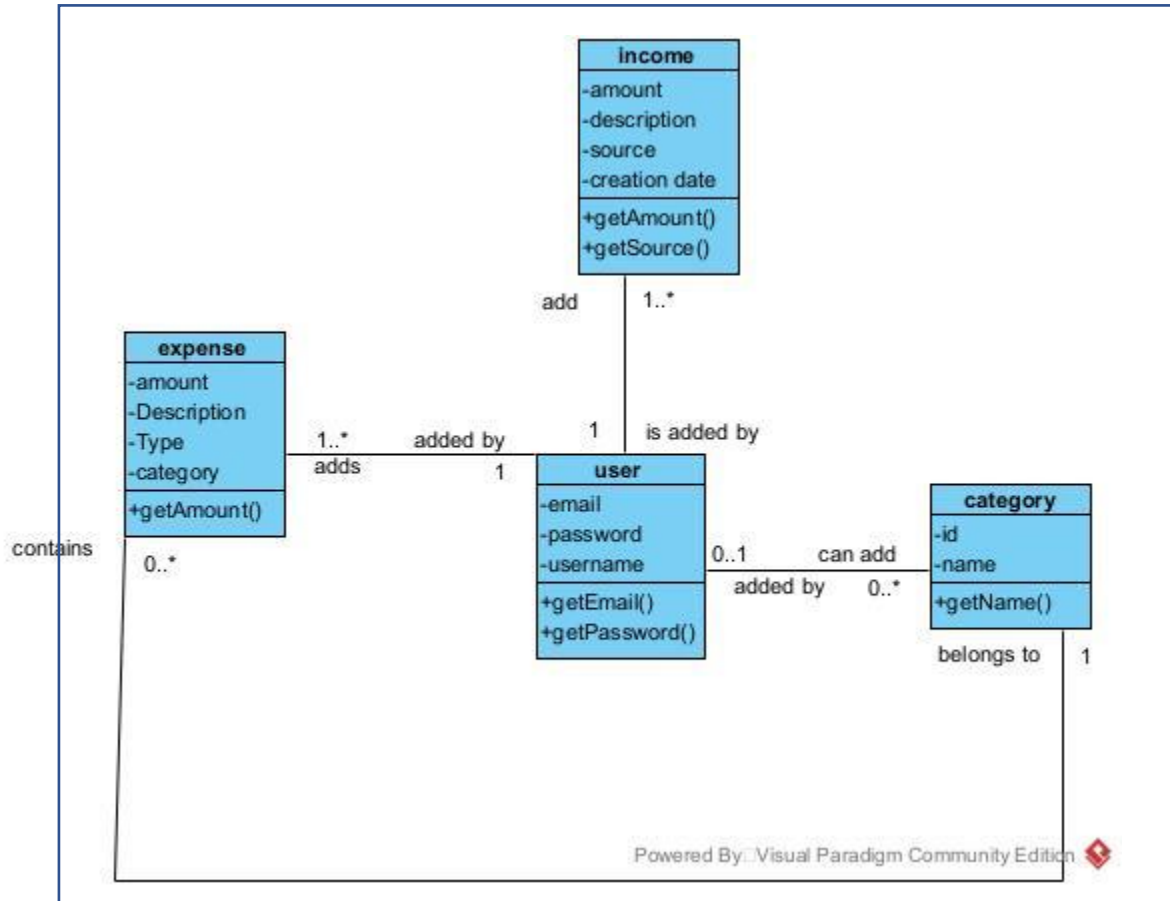 income
-amount
-description
-source
-creation date
+getAmount()
+getSource()
add
1..*
expense
-amount
-Description
-Type
-category
+getAmount()
1..*
added by
adds
1
1
is added by
user
-email
-password
-username
+getEmail()
+getPassword()
category
-id
-name
+getName()
0..1
can add
added by
0..*
contains
0..*
belongs to
1
Powered By Visual Paradigm Community Edition